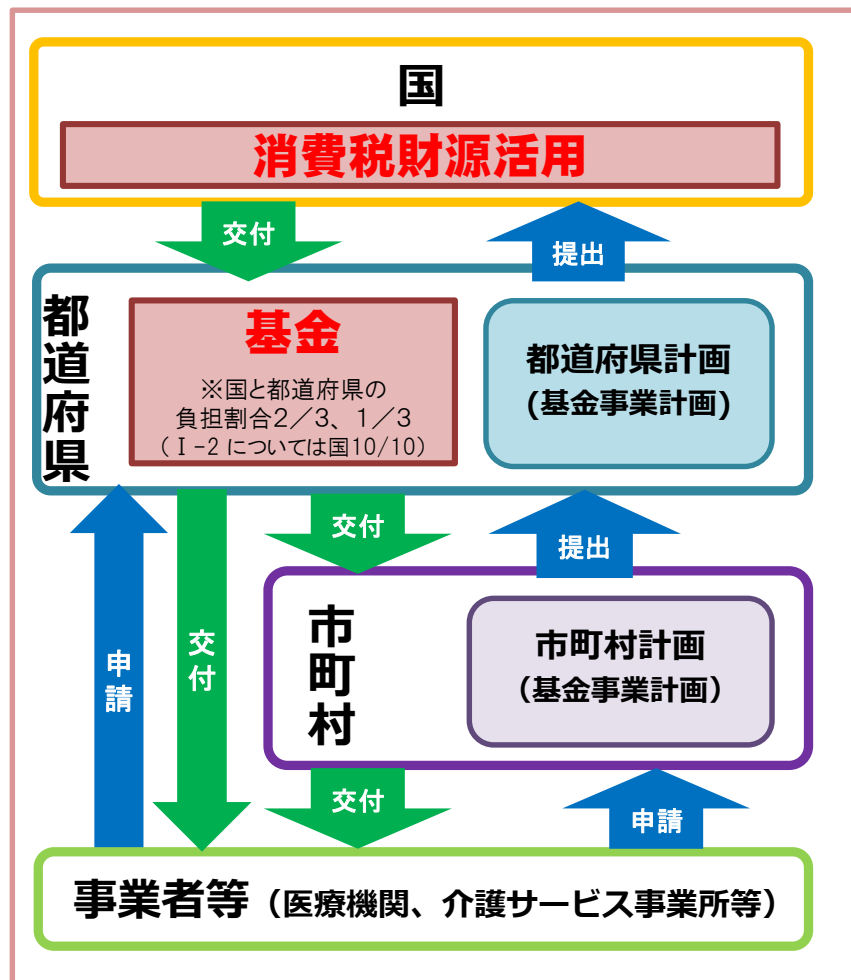 国
消費税財源活用
交付
提出
都道府県
基金
※国と都道府県の
負担割合2／3、1／3
(Ⅰ-2については国10/10)
都道府県計画
(基金事業計画)
交付
提出
申請
交付
市町村
市町村計画
（基金事業計画）
交付
申請
事業者等（医療機関、介護サービス事業所等）